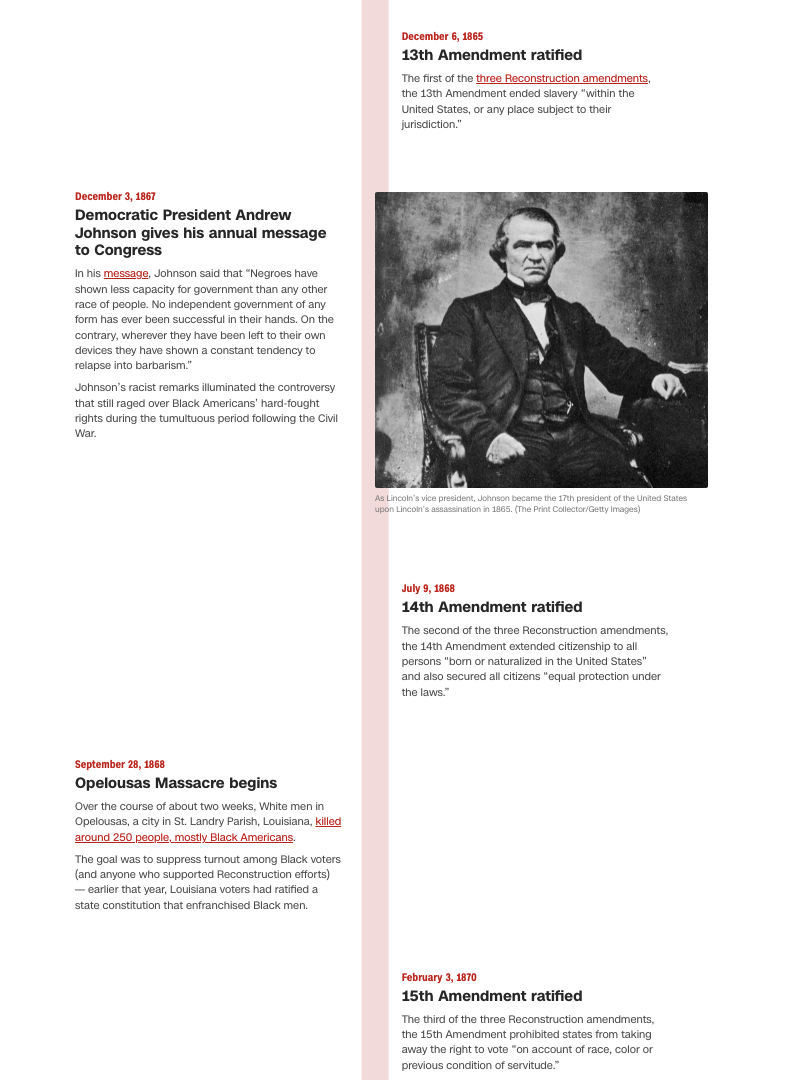 December 6, 1865
13th Amendment ratified
The first of the three Reconstruction amendments,
the 13th Amendment ended slavery “within the
United States, or any place subject to their
jurisdiction.”
December 3, 1867
Democratic President Andrew
Johnson gives his annual message
to Congress
In his message, Johnson said that “Negroes have
shown less capacity for government than any other
race of people. No independent government of any
form has ever been successful in their hands. On the
contrary, wherever they have been left to their own
devices they have shown a constant tendency to
relapse into barbarism.”
Johnson’s racist remarks illuminated the controversy
that still raged over Black Americans’ hard-fought
rights during the tumultuous period following the Civil
War.
As Lincoln’s vice president, Johnson became the 17th president of the United States
upon Lincoln’s assassination in 1865. (The Print Collector/Getty Images)
July 9, 1868
14th Amendment ratified
The second of the three Reconstruction amendments,
the 14th Amendment extended citizenship to all
persons “born or naturalized in the United States”
and also secured all citizens “equal protection under
the laws.”
September 28, 1868
Opelousas Massacre begins
Over the course of about two weeks, White men in
Opelousas, a city in St. Landry Parish, Louisiana, killed
around 250 people, mostly Black Americans.
The goal was to suppress turnout among Black voters
(and anyone who supported Reconstruction efforts)
— earlier that year, Louisiana voters had ratified a
state constitution that enfranchised Black men.
February 3, 1870
15th Amendment ratified
The third of the three Reconstruction amendments,
the 15th Amendment prohibited states from taking
away the right to vote “on account of race, color or
previous condition of servitude.”